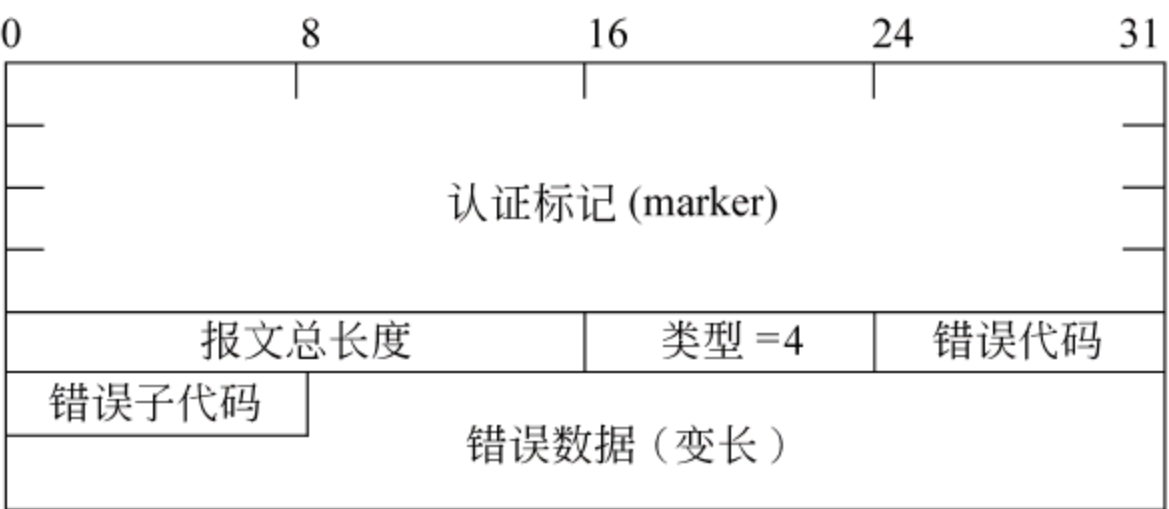 0 8 16 24 31
认证标记 (marker)
报文总长度 类型 =4 错误代码
错误子代码
错误数据（变长）